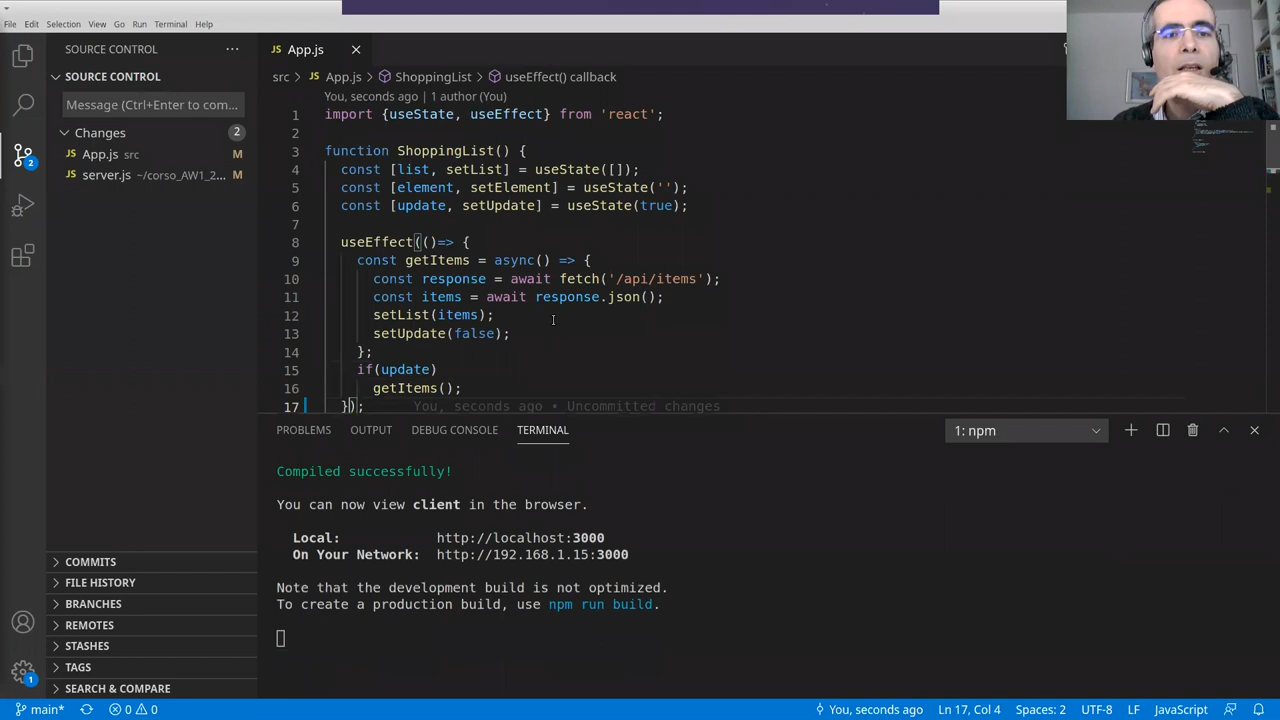 File Edit Selection View Go Run Terminal Help
SOURCE CONTROL
SOURCE CONTROL
Message (Ctrl+Enter to com...
Changes 2
App.js src M
server.js ~/corso_AW1_2... M
COMMITS
FILE HISTORY
BRANCHES
REMOTES
STASHES
TAGS
SEARCH & COMPARE
2
1
JS App.js
src > JS App.js > ShoppingList > useEffect() callback
You, seconds ago | 1 author (You)
1 import {useState, useEffect} from 'react';
2
3 function ShoppingList() {
4 const [list, setList] = useState([]);
5 const [element, setElement] = useState('');
6 const [update, setUpdate] = useState(true);
7
8 useEffect(()=> {
9 const getItems = async() => {
10 const response = await fetch('/api/items');
11 const items = await response.json();
12 setList(items);
13 setUpdate(false);
14 };
15 if(update)
16 getItems();
17 }); You, seconds ago • Uncommitted changes
PROBLEMS OUTPUT DEBUG CONSOLE TERMINAL 1: npm
Compiled successfully!
You can now view client in the browser.
Local: http://localhost:3000
On Your Network: http://192.168.1.15:3000
Note that the development build is not optimized.
To create a production build, use npm run build.
main* 0 0 You, seconds ago Ln 17, Col 4 Spaces: 2 UTF-8 LF JavaScript